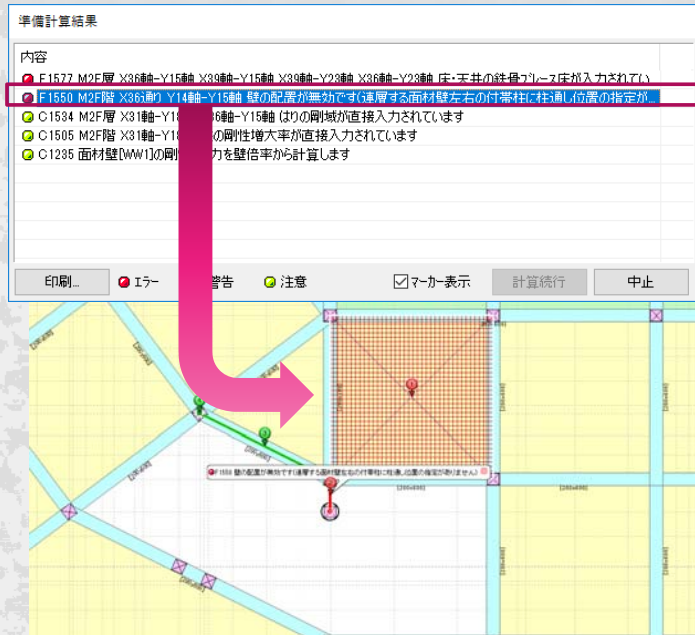 準備計算結果
内容
F1577 M2F層 X36軸-Y15軸 X39軸-Y15軸 X39軸-Y23軸 X36軸-Y23軸 床・天井の鉄骨ブレース床が入力されてい
F1550 M2F階 X36通り Y14軸-Y15軸 壁の配置が無効です(連層する面材壁左右の付帯柱に柱通し位置の指定が...
C1534 M2F層 X31軸-Y18 36軸-Y15軸 はりの剛域が直接入力されています
C1505 M2F階 X31軸-Y18 の剛性増大率が直接入力されています
C1235 面材壁[WW1]の剛 力を壁倍率から計算します
印刷... エラー 警告 注意 マーカー表示 計算続行 中止
F1550 壁の配置が無効です(連層する面材壁左右の付帯柱に柱通し位置の指定がありません)